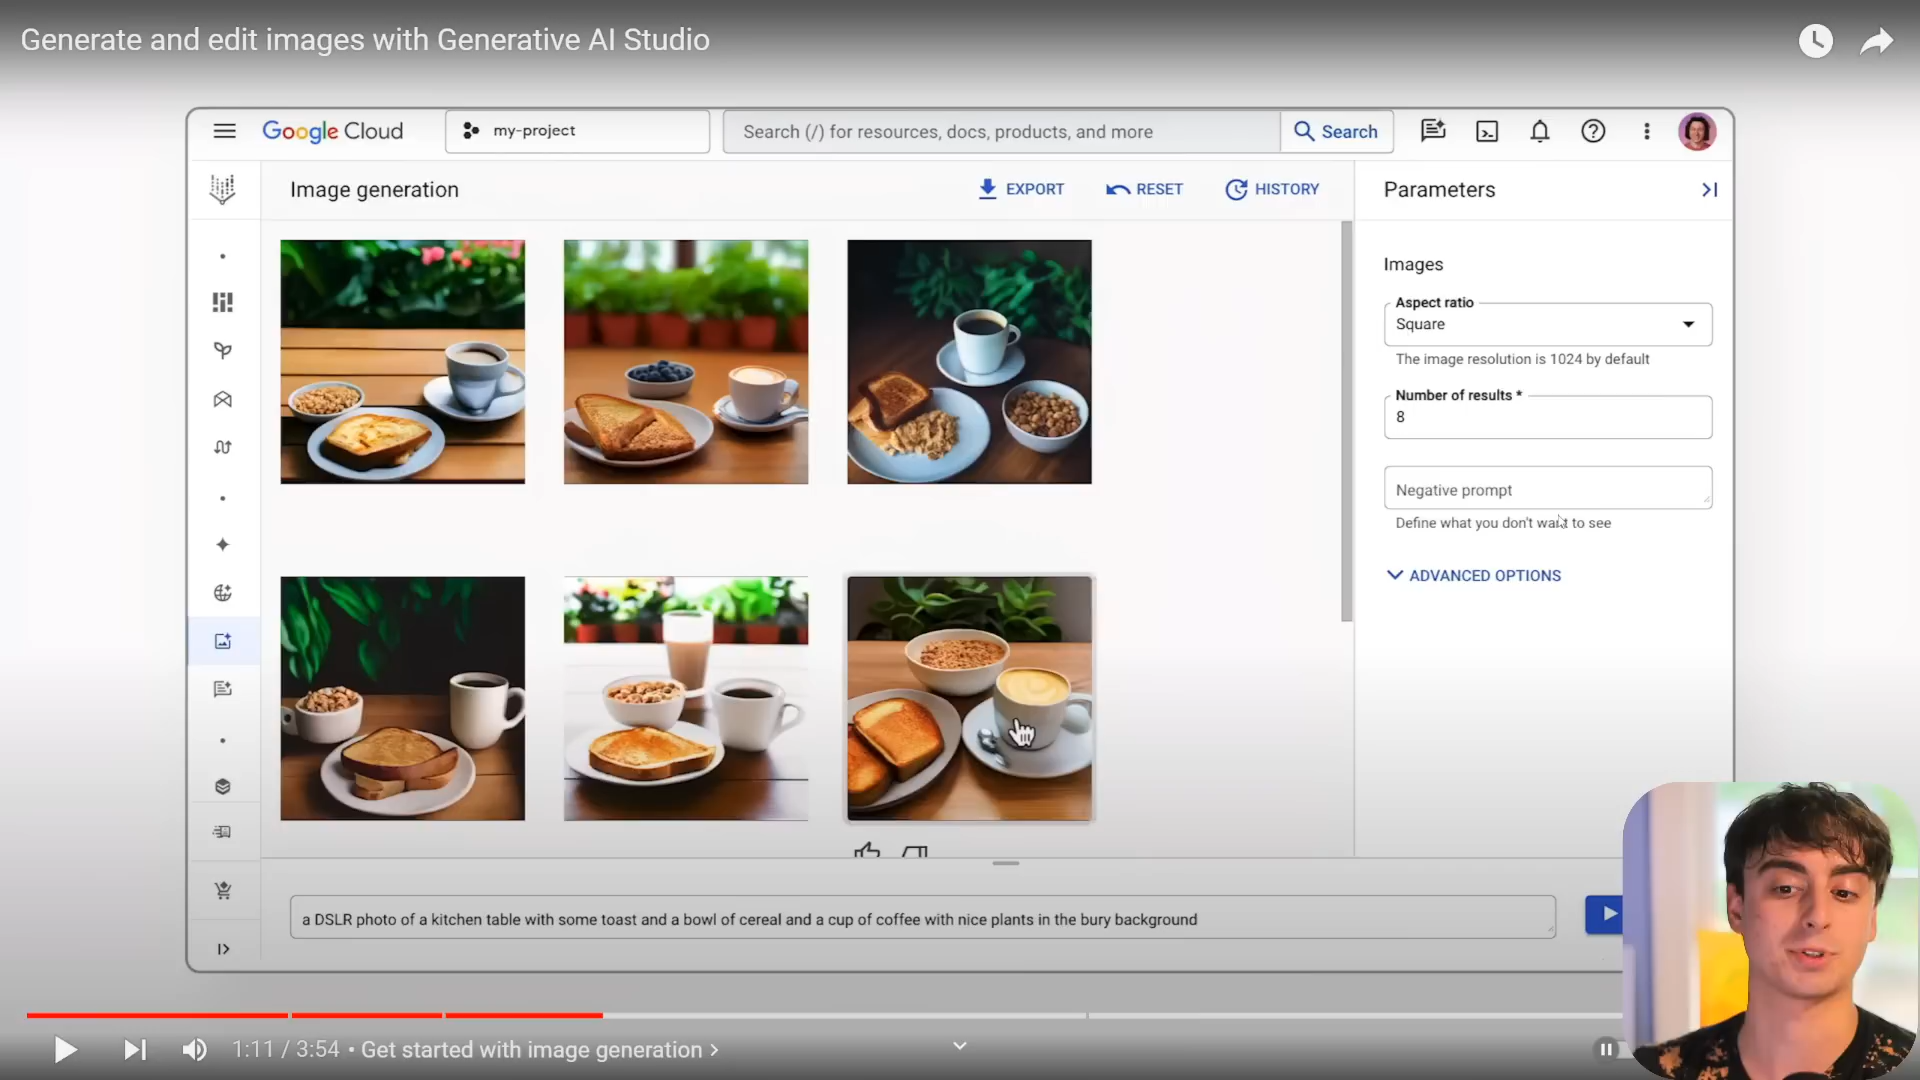 Generate and edit images with Generative AI Studio
Google Cloud
my-project
Search (/) for resources, docs, products, and more
Search
Image generation
EXPORT
RESET
HISTORY
Parameters
Images
Aspect ratio
Square
The image resolution is 1024 by default
Number of results *
8
Negative prompt
Define what you don't want to see
ADVANCED OPTIONS
a DSLR photo of a kitchen table with some toast and a bowl of cereal and a cup of coffee with nice plants in the bury background
1:11 / 3:54 • Get started with image generation >